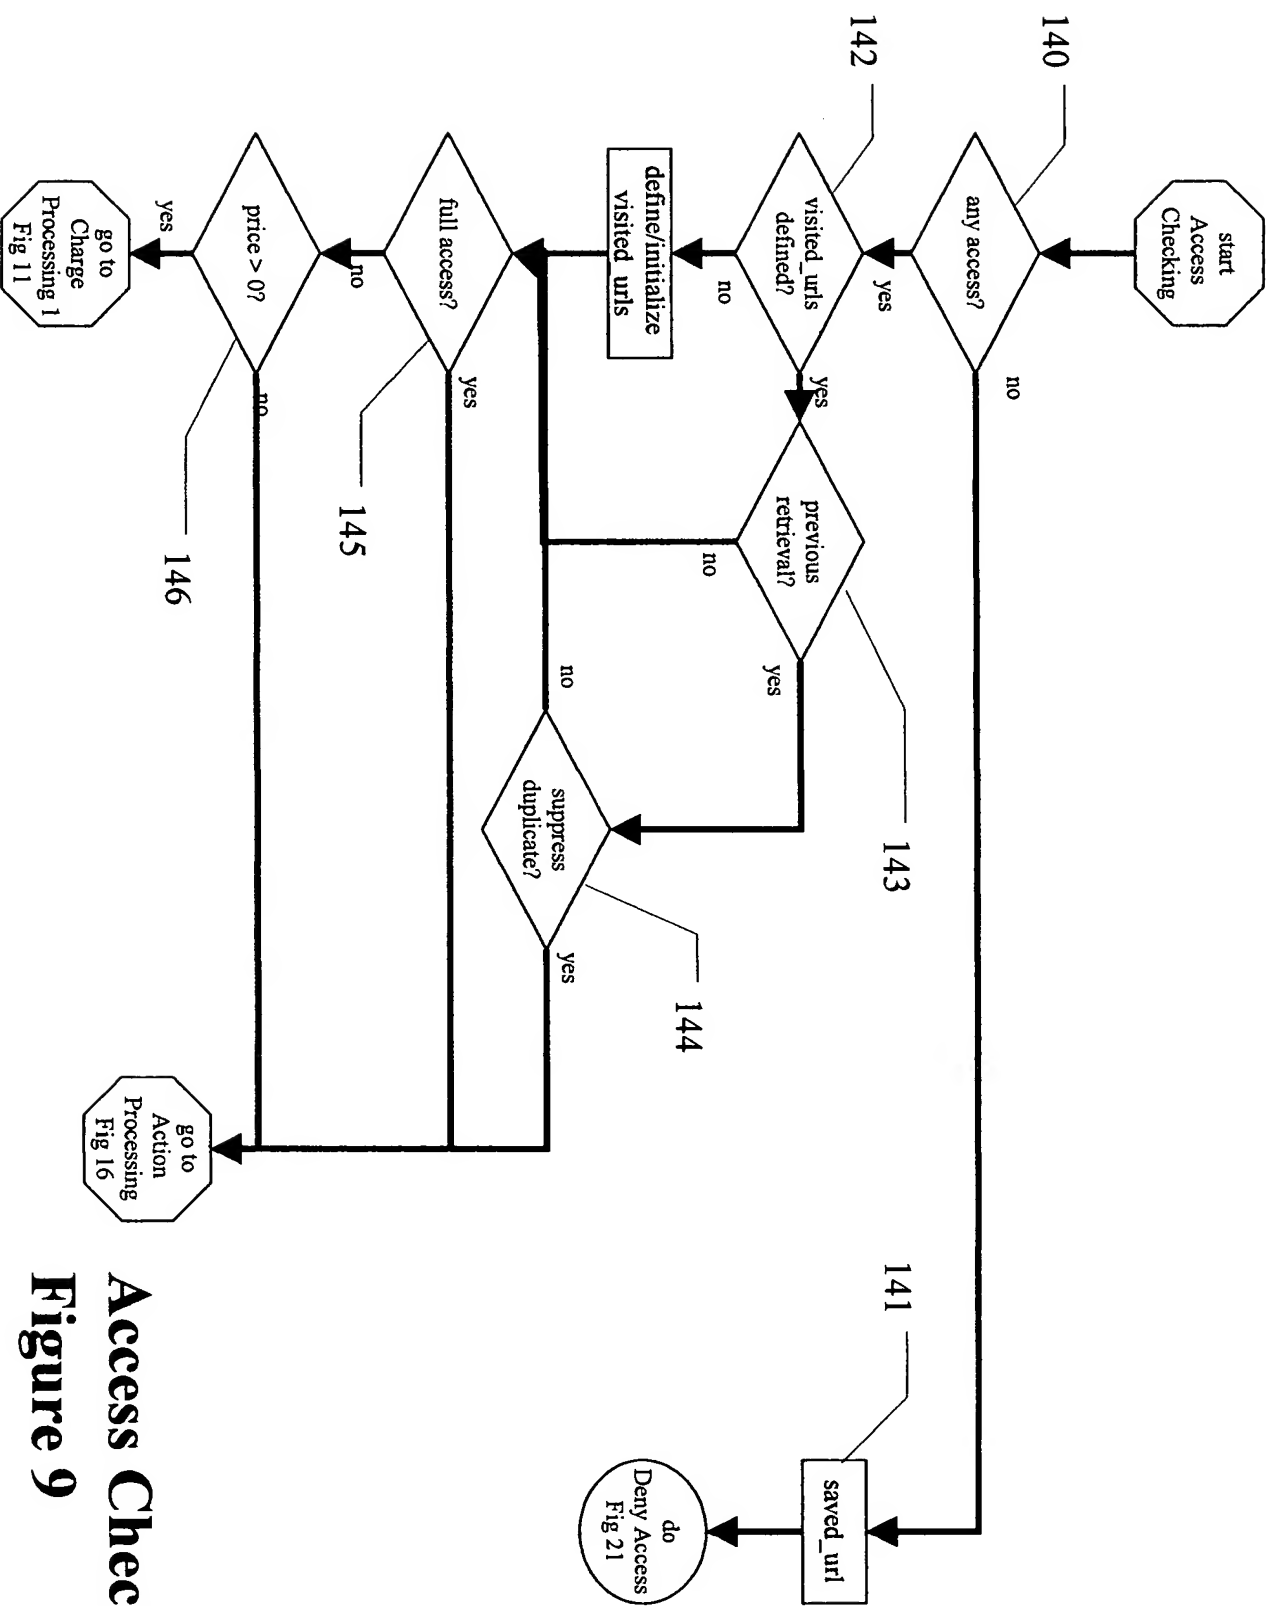 start
Access
Checking
140
any access?
no
yes
142
visited_urls
defined?
yes
no
previous
retrieval?
143
no
yes
define/initialize
visited_urls
suppress
duplicate?
144
no
yes
full access?
145
yes
no
price > 0?
146
no
yes
go to
Charge
Processing 1
Fig 11
go to
Action
Processing
Fig 16
141
saved_url
do
Deny Access
Fig 21
Access Chec
Figure 9